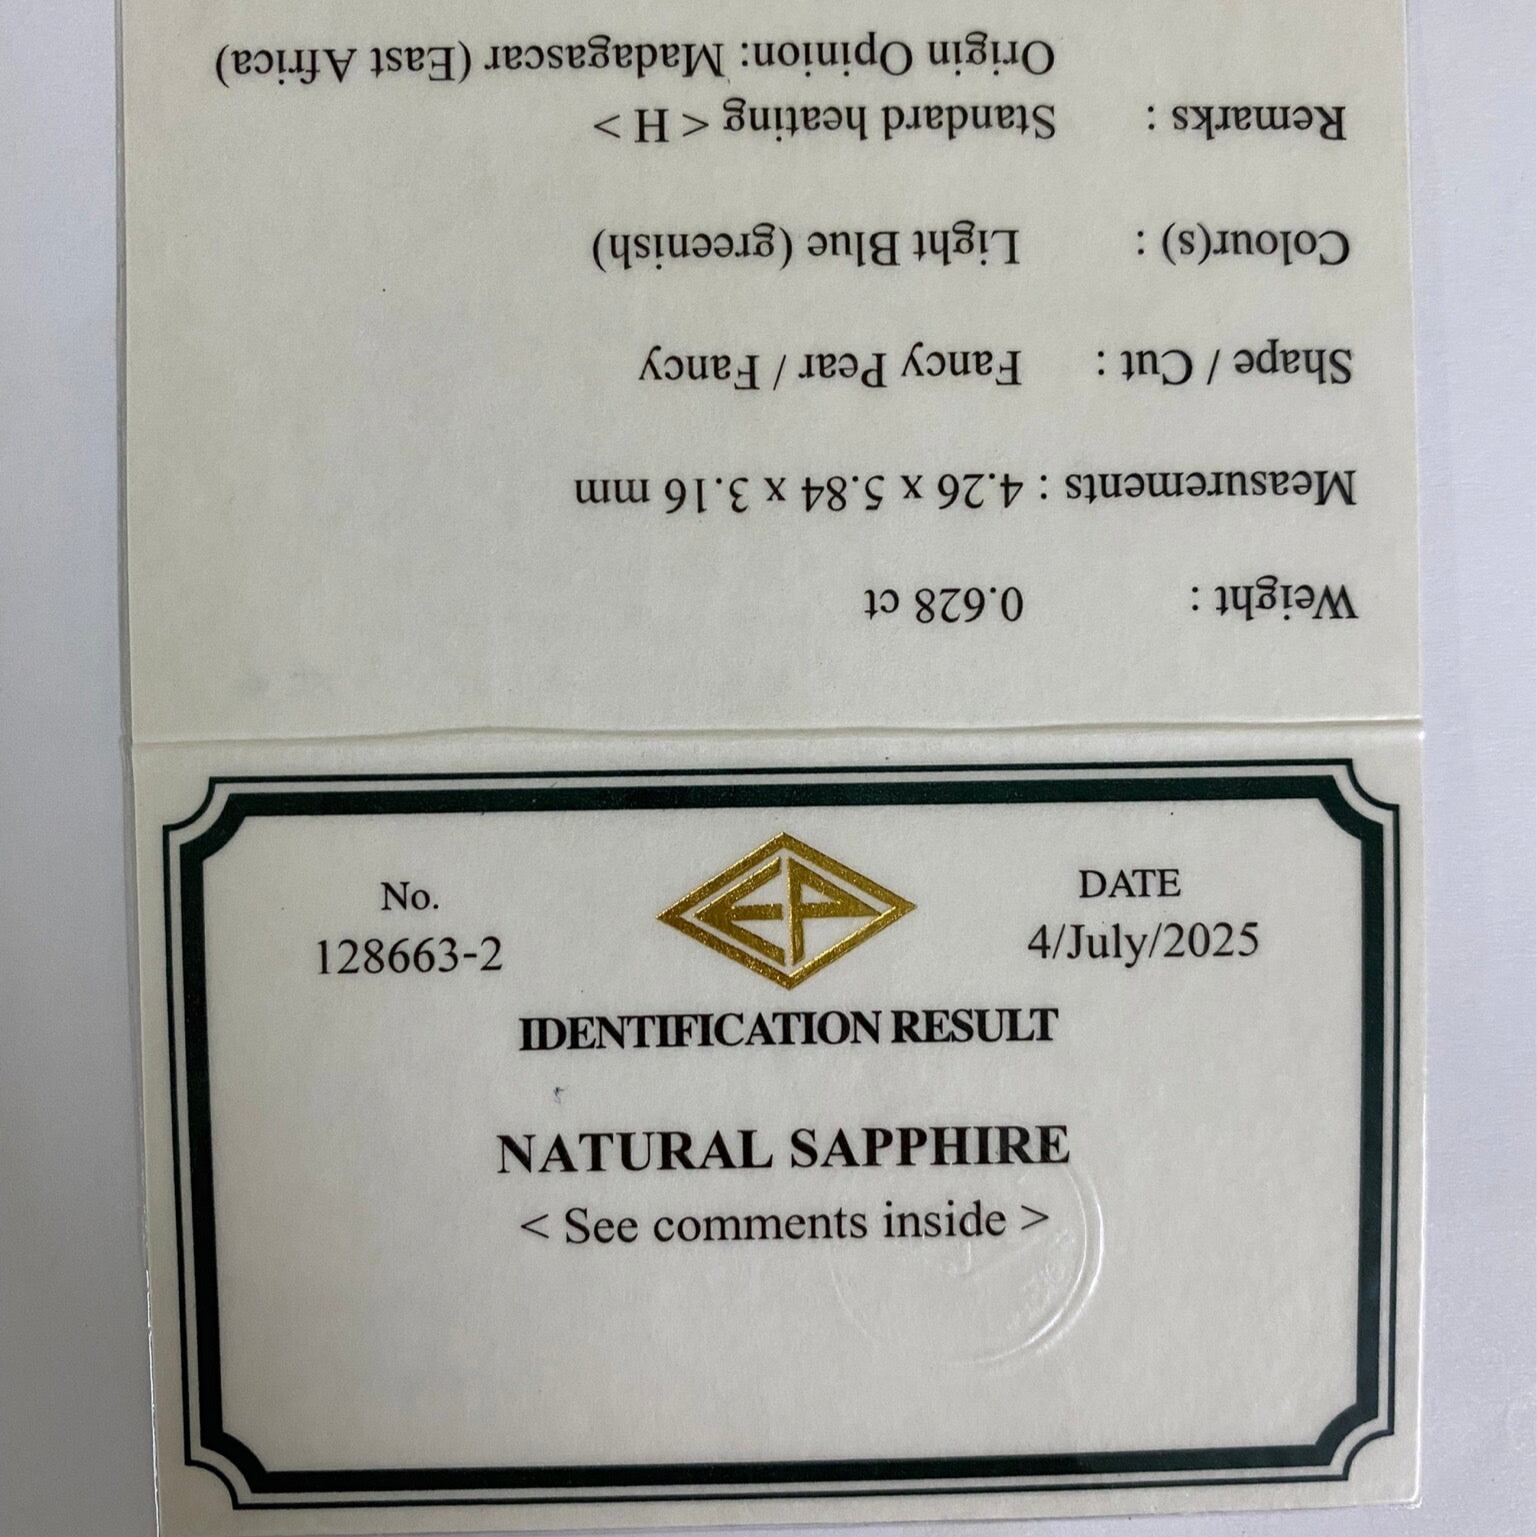 No.
128663-2
EP
DATE
4/July/2025
IDENTIFICATION RESULT
NATURAL SAPPHIRE
< See comments inside >
Weight : 0.628 ct
Measurements : 4.26 x 5.84 x 3.16 mm
Shape / Cut : Fancy Pear / Fancy
Colour(s) : Light Blue (greenish)
Remarks : Standard heating < H >
Origin Opinion: Madagascar (East Africa)